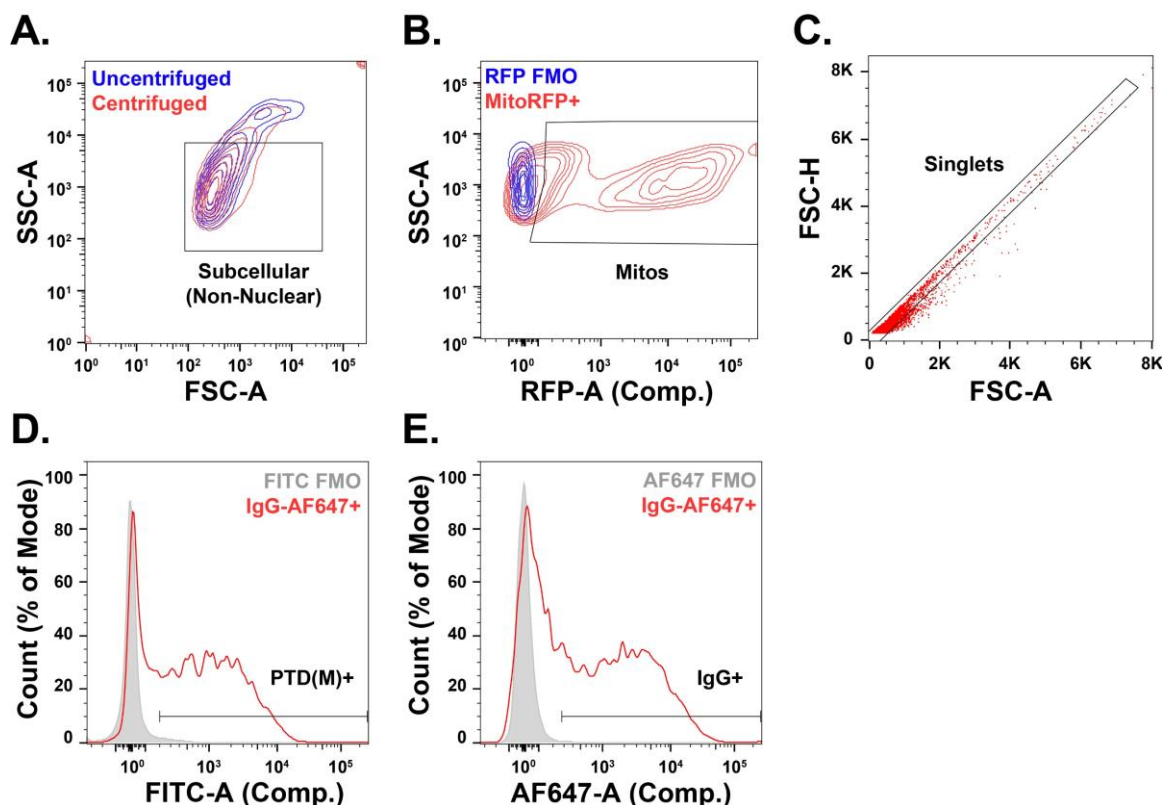 A.
Uncentrifuged
Centrifuged
Subcellular
(Non-Nuclear)
SSC-A
10⁵
10⁴
10³
10²
10¹
10⁰
10⁰ 10¹ 10² 10³ 10⁴ 10⁵
FSC-A
B.
RFP FMO
MitoRFP+
Mitos
SSC-A
10⁵
10⁴
10³
10²
10¹
10⁰
10⁰ 10³ 10⁴ 10⁵
RFP-A (Comp.)
C.
Singlets
FSC-H
8K
6K
4K
2K
0
0 2K 4K 6K 8K
FSC-A
D.
FITC FMO
IgG-AF647+
PTD(M)+
Count (% of Mode)
100
80
60
40
20
0
10⁰ 10³ 10⁴ 10⁵
FITC-A (Comp.)
E.
AF647 FMO
IgG-AF647+
IgG+
Count (% of Mode)
100
80
60
40
20
0
10⁰ 10³ 10⁴ 10⁵
AF647-A (Comp.)